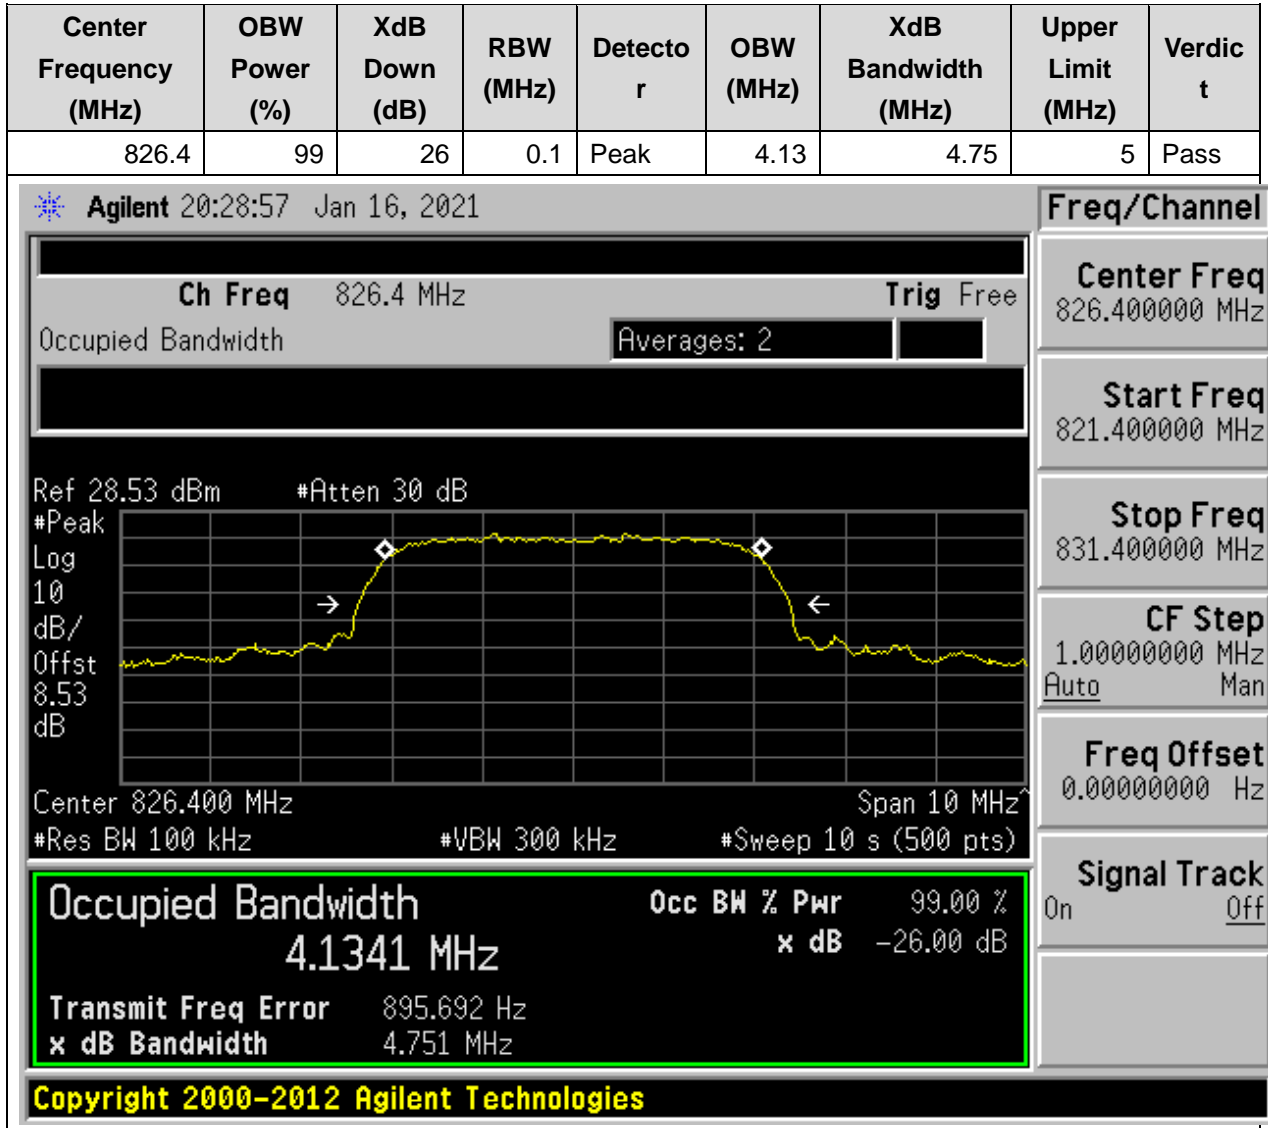 Center Frequency (MHz) OBW Power (%) XdB Down (dB) RBW (MHz) Detector OBW (MHz) XdB Bandwidth (MHz) Upper Limit (MHz) Verdict
826.4 99 26 0.1 Peak 4.13 4.75 5 Pass
Agilent 20:28:57 Jan 16, 2021
Ch Freq 826.4 MHz Trig Free
Occupied Bandwidth Averages: 2
Ref 28.53 dBm #Atten 30 dB
#Peak
Log
10
dB/
Offst
8.53
dB
Center 826.400 MHz Span 10 MHz^
#Res BW 100 kHz #VBW 300 kHz #Sweep 10 s (500 pts)
Occupied Bandwidth
4.1341 MHz
Occ BW % Pwr 99.00 %
x dB -26.00 dB
Transmit Freq Error 895.692 Hz
x dB Bandwidth 4.751 MHz
Copyright 2000-2012 Agilent Technologies
Freq/Channel
Center Freq
826.400000 MHz
Start Freq
821.400000 MHz
Stop Freq
831.400000 MHz
CF Step
1.00000000 MHz
Auto Man
Freq Offset
0.00000000 Hz
Signal Track
On Off